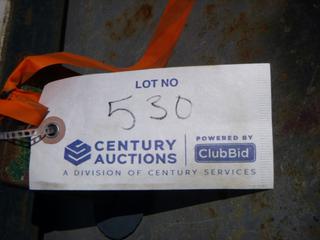 LOT NO
530
CENTURY
AUCTIONS
POWERED BY
ClubBid
A DIVISION OF CENTURY SERVICES